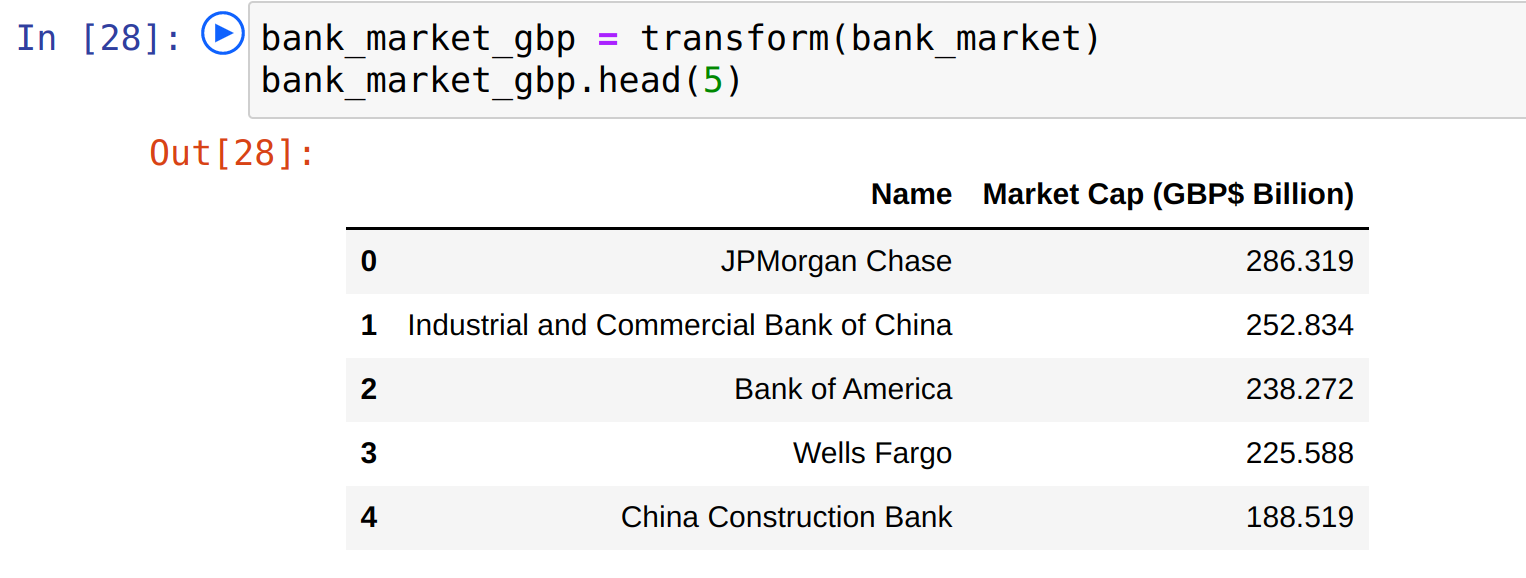 In [28]: bank_market_gbp = transform(bank_market)
bank_market_gbp.head(5)
Out[28]:
Name Market Cap (GBP$ Billion)
0 JPMorgan Chase 286.319
1 Industrial and Commercial Bank of China 252.834
2 Bank of America 238.272
3 Wells Fargo 225.588
4 China Construction Bank 188.519